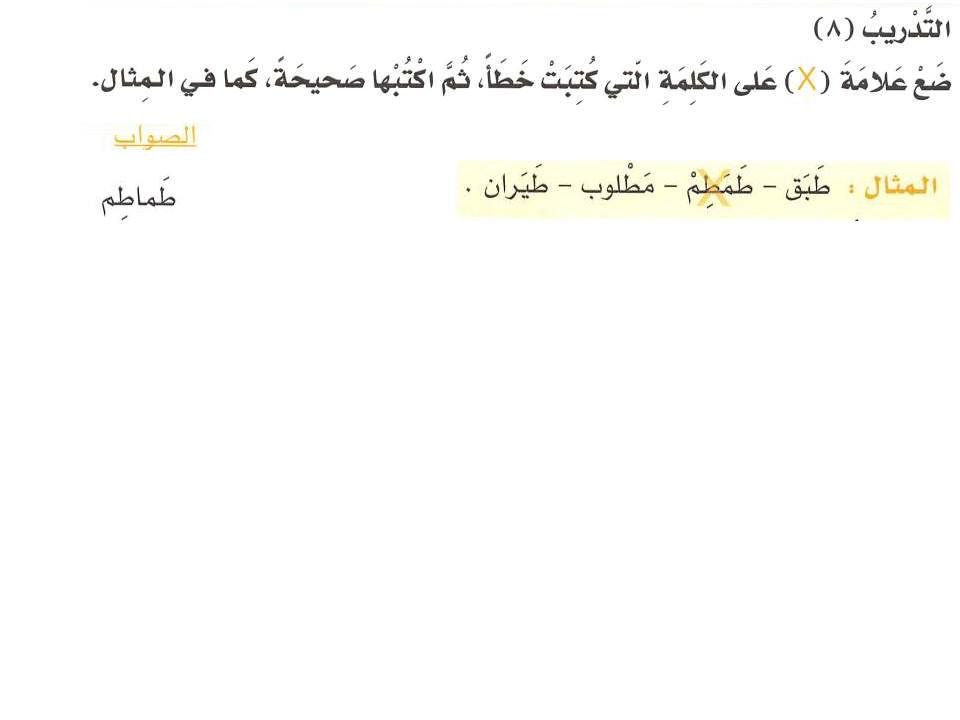 التَّدْريبُ (٨)
ضَعْ عَلامَةَ (X) عَلى الكَلِمَةِ الّتي كُتِبَتْ خَطَأً، ثُمَّ اكْتُبْها صَحيحَةً، كَما في المِثال.
الصواب
المثال : طَبَق – طَمَطِمْ – مَطْلوب – طَيَران .
طَماطِم